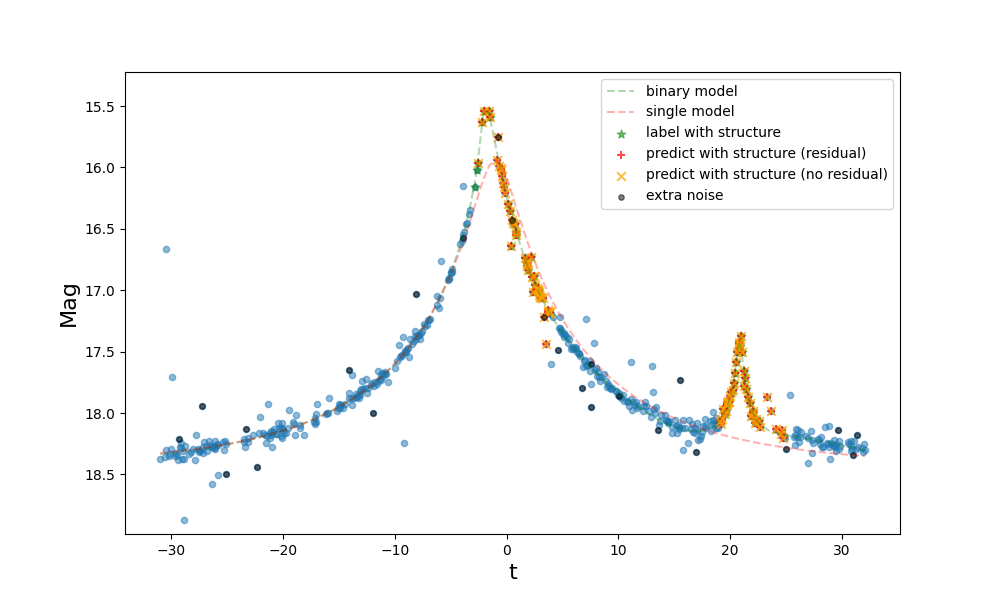 binary model
single model
label with structure
predict with structure (residual)
predict with structure (no residual)
extra noise
15.5
16.0
16.5
17.0
17.5
18.0
18.5
Mag
−30
−20
−10
0
10
20
30
t